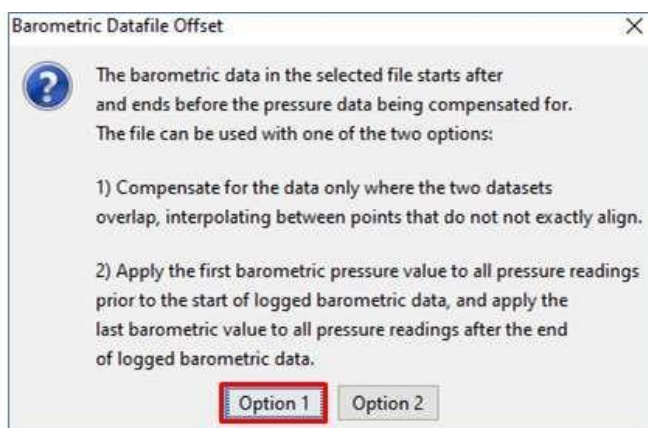 Barometric Datafile Offset
The barometric data in the selected file starts after
and ends before the pressure data being compensated for.
The file can be used with one of the two options:
1) Compensate for the data only where the two datasets
overlap, interpolating between points that do not not exactly align.
2) Apply the first barometric pressure value to all pressure readings
prior to the start of logged barometric data, and apply the
last barometric value to all pressure readings after the end
of logged barometric data.
Option 1 Option 2